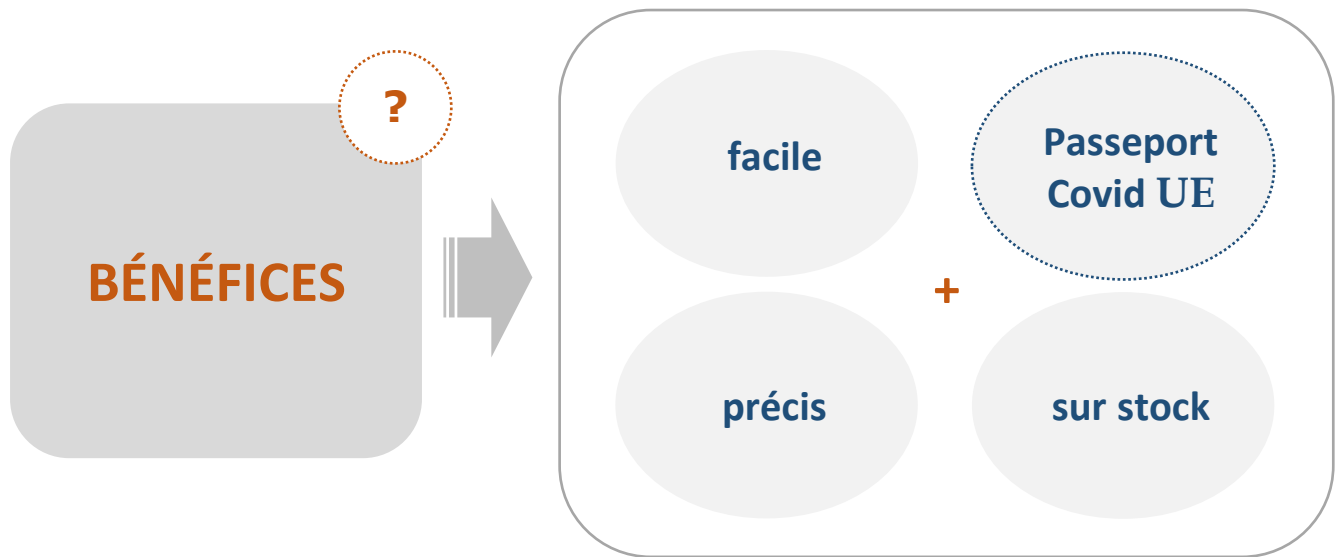 ?
BÉNÉFICES
facile
Passeport
Covid UE
+
précis
sur stock